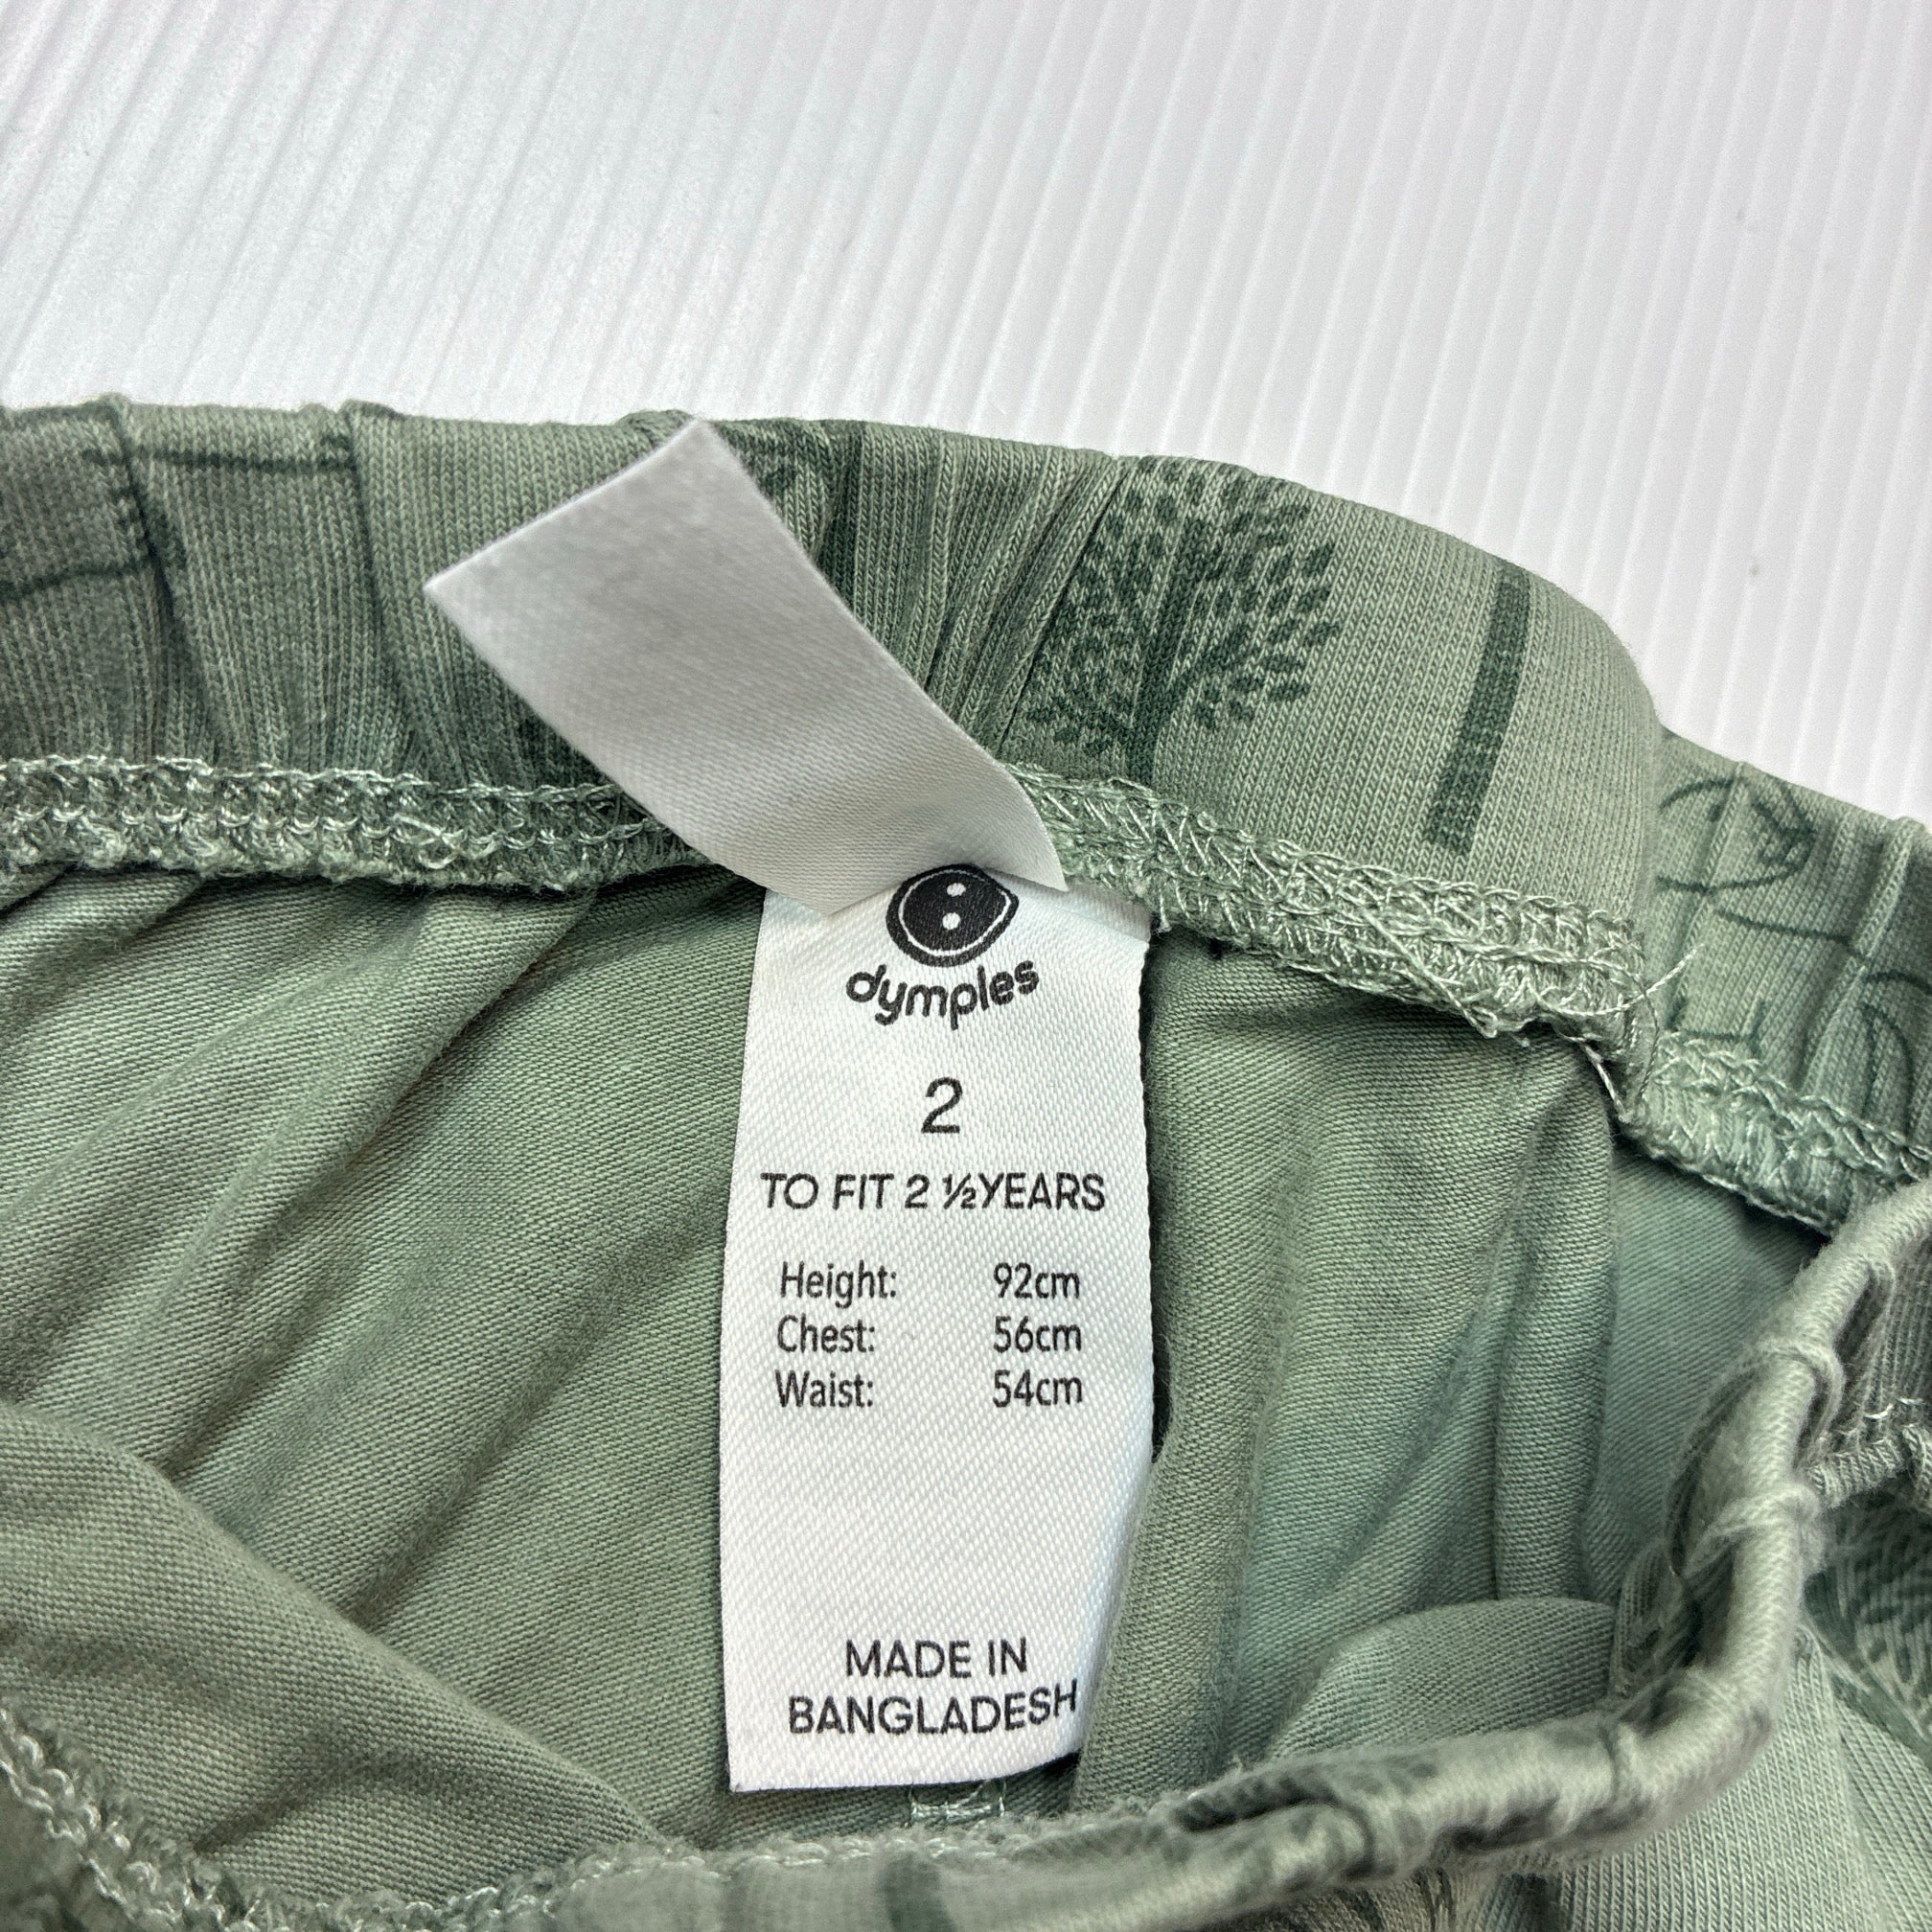 dymples
2
TO FIT 2 ½YEARS
Height: 92cm
Chest: 56cm
Waist: 54cm
MADE IN
BANGLADESH